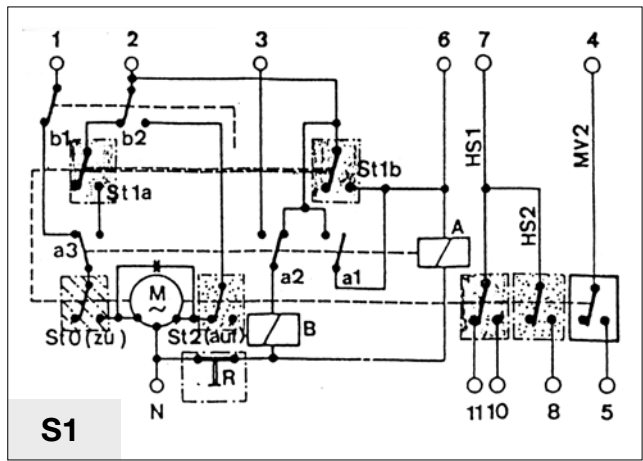 1 2 3 6 7 4
b1 b2
HS1
MV2
St1a
St1b
HS2
A
a3
a2 a1
M
~
B
St0(zu)
St2(auf)
R
N
11 10 8 5
S1